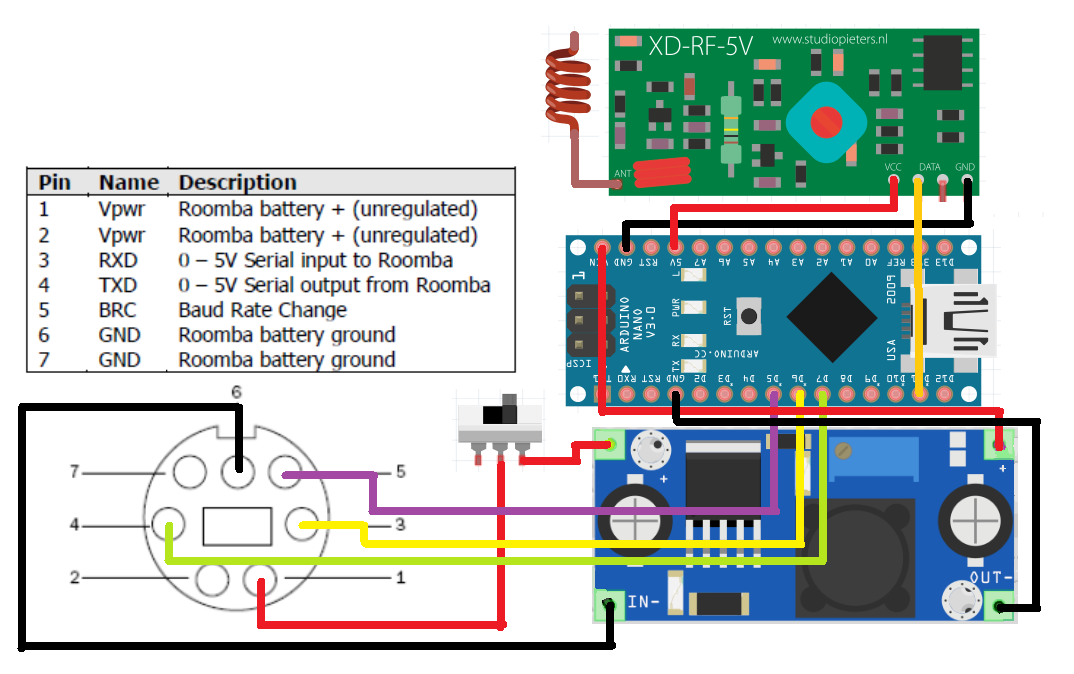 XD-RF-5V
www.studiopieters.nl
ANT
VCC DATA GND
Pin Name Description
1 Vpwr Roomba battery + (unregulated)
2 Vpwr Roomba battery + (unregulated)
3 RXD 0 – 5V Serial input to Roomba
4 TXD 0 – 5V Serial output from Roomba
5 BRC Baud Rate Change
6 GND Roomba battery ground
7 GND Roomba battery ground
VIN GND RST 5V A7 A6 A5 A4 A3 A2 A1 A0 REF 3V3 D13
1
L
PWR
RX
TX
RST
ICSP
ARDUINO
NANO
V3.0
ARDUINO.CC
USA
TX1 RX0 RST GND D2 D3 D4 D5 D6 D7 D8 D9 D10 D11 D12
6
7
5
4
3
2
1
+
+
IN-
OUT-